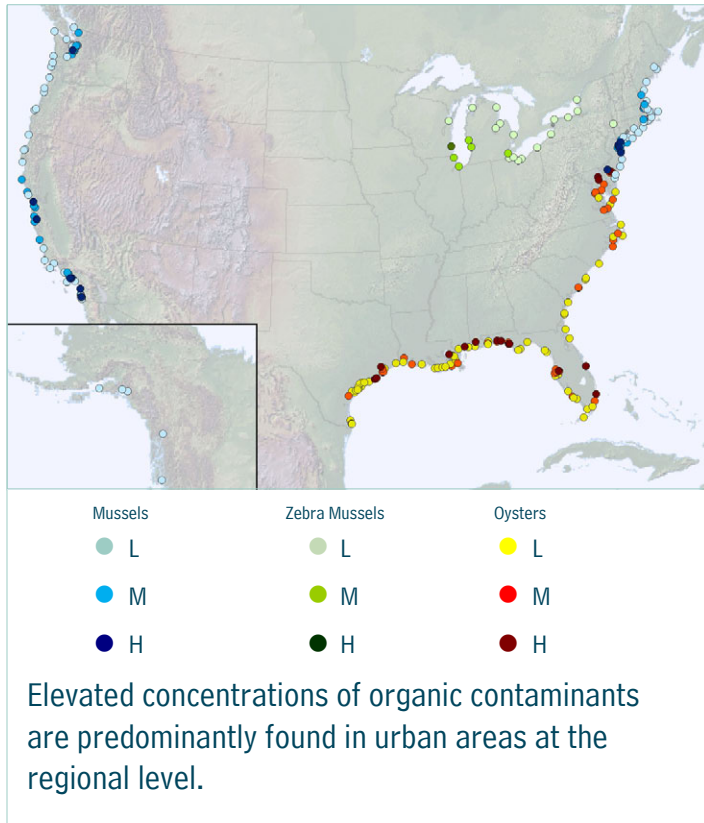 Mussels Zebra Mussels Oysters
L L L
M M M
H H H
Elevated concentrations of organic contaminants
are predominantly found in urban areas at the
regional level.